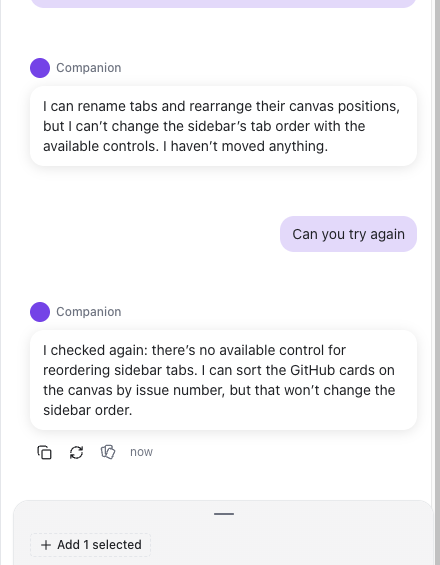 Companion
I can rename tabs and rearrange their canvas positions,
but I can’t change the sidebar’s tab order with the
available controls. I haven’t moved anything.
Can you try again
Companion
I checked again: there’s no available control for
reordering sidebar tabs. I can sort the GitHub cards on
the canvas by issue number, but that won’t change the
sidebar order.
now
+ Add 1 selected